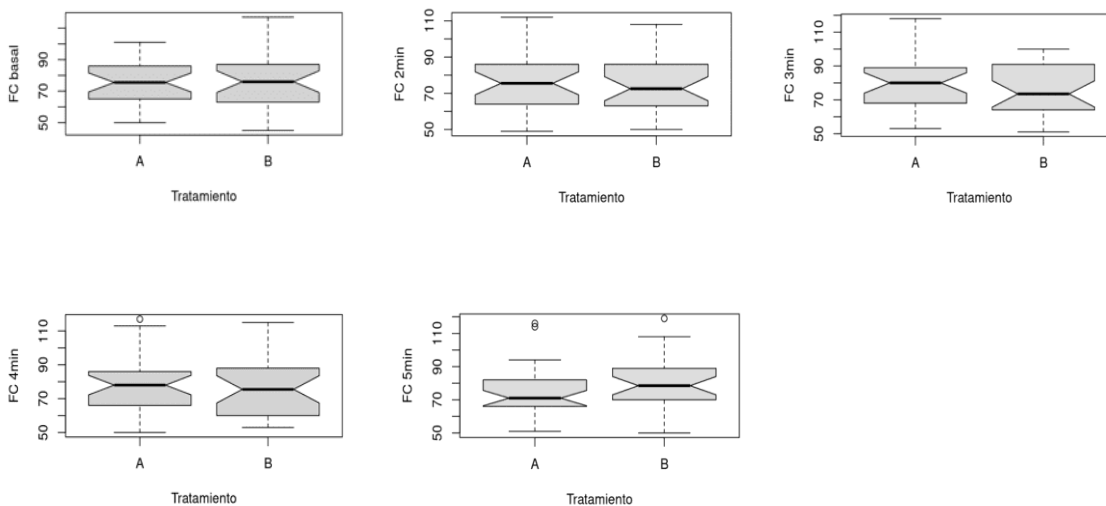 FC basal
50 70 90
A B
Tratamiento
FC 2min
50 70 90 110
A B
Tratamiento
FC 3min
50 70 90 110
A B
Tratamiento
FC 4min
50 70 90 110
A B
Tratamiento
FC 5min
50 70 90 110
A B
Tratamiento